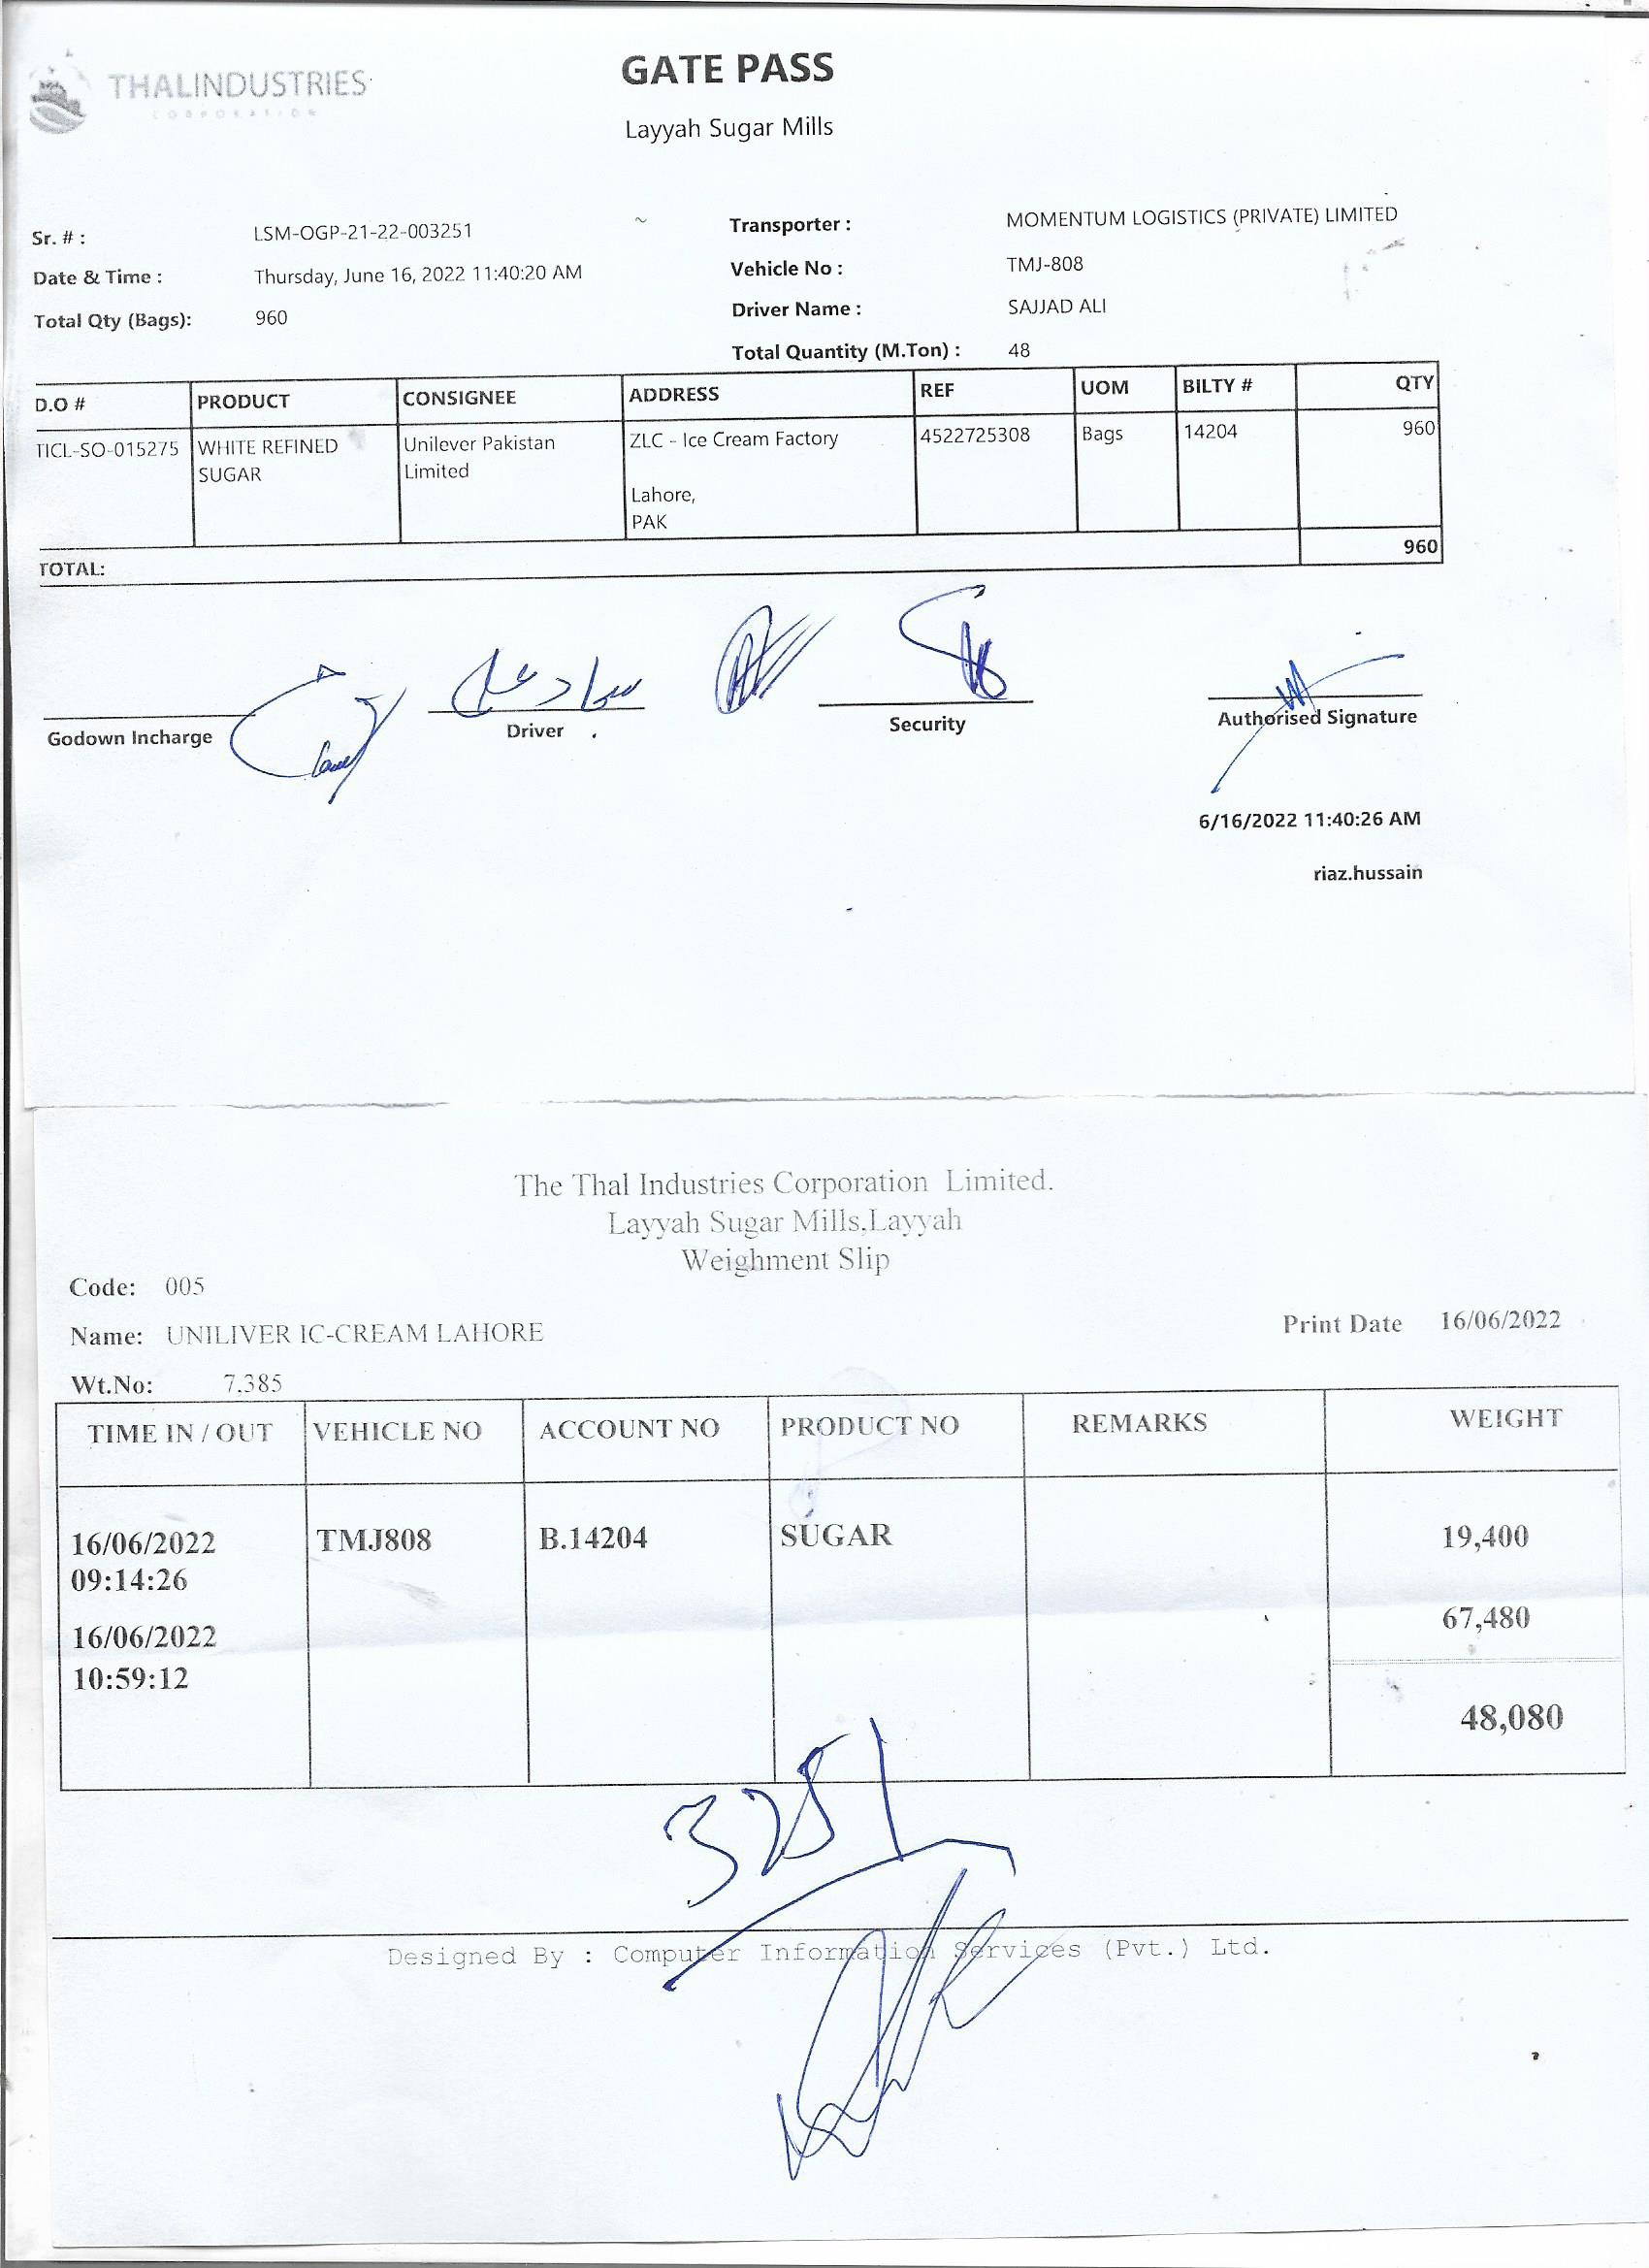 THALINDUSTRIES
CORPORATION
GATE PASS
Layyah Sugar Mills
Sr. # : LSM-OGP-21-22-003251
Transporter : MOMENTUM LOGISTICS (PRIVATE) LIMITED
Date & Time : Thursday, June 16, 2022 11:40:20 AM
Vehicle No : TMJ-808
Total Qty (Bags): 960
Driver Name : SAJJAD ALI
Total Quantity (M.Ton) : 48
D.O # PRODUCT CONSIGNEE ADDRESS REF UOM BILTY # QTY
TICL-SO-015275 WHITE REFINED Unilever Pakistan ZLC - Ice Cream Factory 4522725308 Bags 14204 960
SUGAR Limited
Lahore,
PAK
TOTAL: 960
سجاد علی
Godown Incharge Driver Security Authorised Signature
6/16/2022 11:40:26 AM
riaz.hussain
The Thal Industries Corporation Limited.
Layyah Sugar Mills,Layyah
Weighment Slip
Code: 005
Name: UNILIVER IC-CREAM LAHORE
Print Date 16/06/2022
Wt.No: 7,385
TIME IN / OUT VEHICLE NO ACCOUNT NO PRODUCT NO REMARKS WEIGHT
16/06/2022 TMJ808 B.14204 SUGAR 19,400
09:14:26
16/06/2022 67,480
10:59:12
48,080
3251
Designed By : Computer Information Services (Pvt.) Ltd.